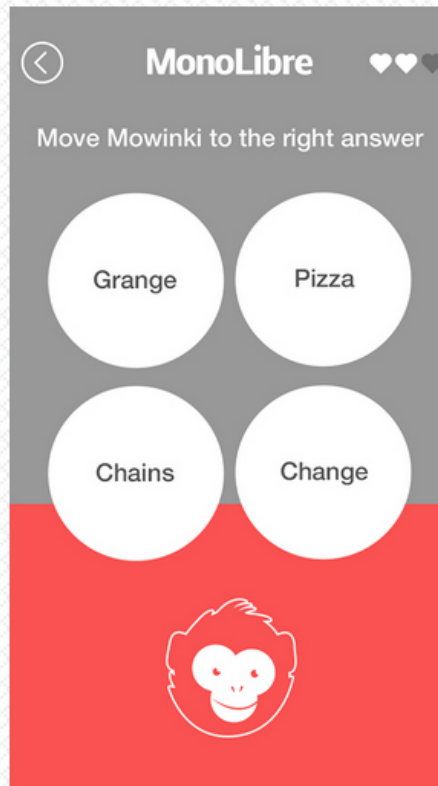 MonoLibre
Move Mowinki to the right answer
Grange
Pizza
Chains
Change